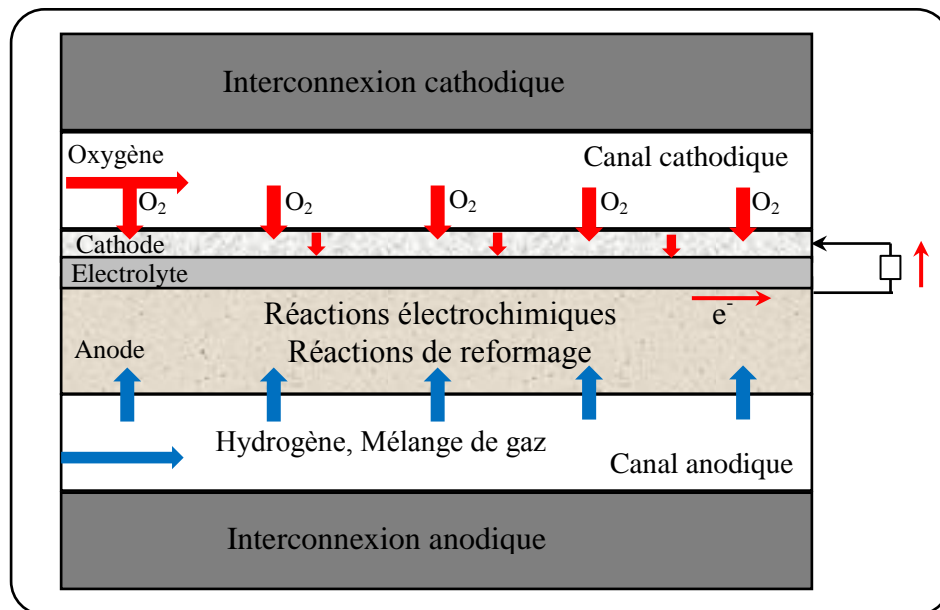 Interconnexion cathodique
Oxygène
Canal cathodique
O₂ O₂ O₂ O₂ O₂
Cathode
Electrolyte
Réactions électrochimiques
e⁻
Anode
Réactions de reformage
Hydrogène, Mélange de gaz
Canal anodique
Interconnexion anodique